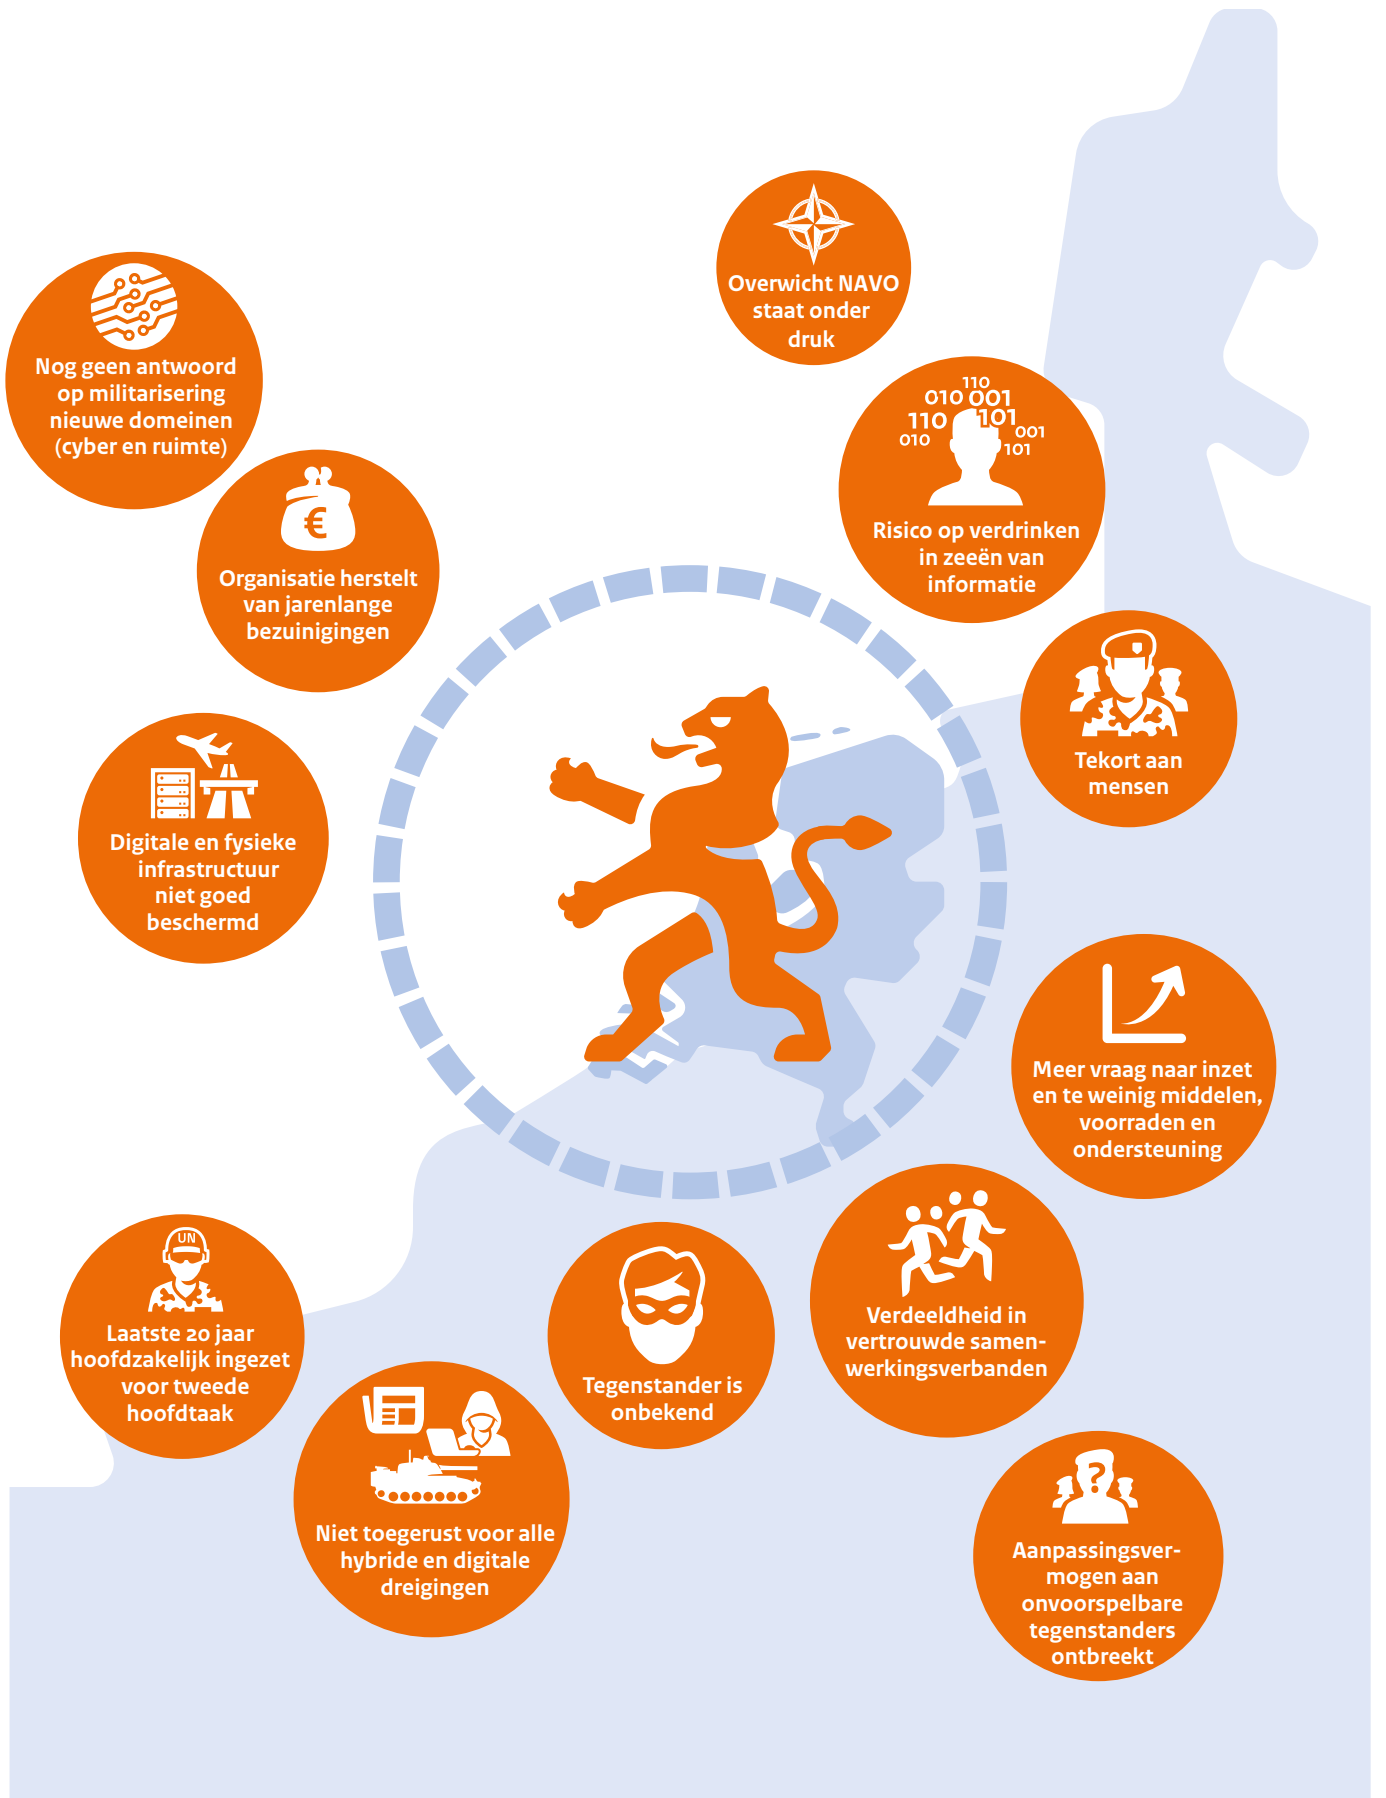 Overwicht NAVO
staat onder
druk
Nog geen antwoord
op militarisering
nieuwe domeinen
(cyber en ruimte)
110
010 001
110 101
010 001
101
Risico op verdrinken
in zeeën van
informatie
€
Organisatie herstelt
van jarenlange
bezuinigingen
Tekort aan
mensen
Digitale en fysieke
infrastructuur
niet goed
beschermd
Meer vraag naar inzet
en te weinig middelen,
voorraden en
ondersteuning
Verdeeldheid in
vertrouwde samen-
werkingsverbanden
UN
Laatste 20 jaar
hoofdzakelijk ingezet
voor tweede
hoofdtaak
Tegenstander is
onbekend
Niet toegerust voor alle
hybride en digitale
dreigingen
?
Aanpassingsver-
mogen aan
onvoorspelbare
tegenstanders
ontbreekt